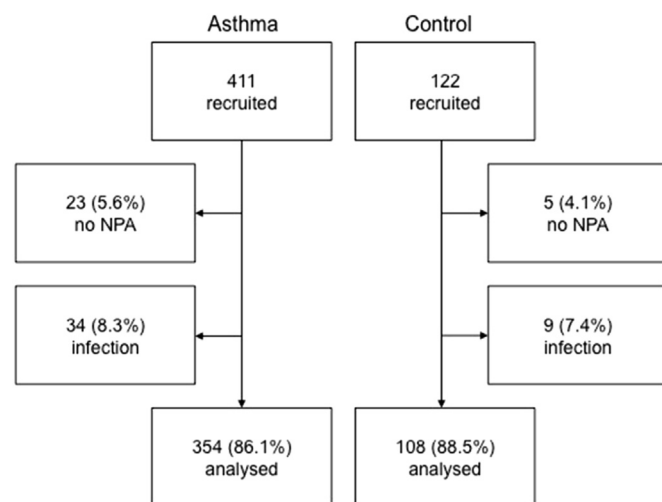 Asthma
Control
411
recruited
122
recruited
23 (5.6%)
no NPA
5 (4.1%)
no NPA
34 (8.3%)
infection
9 (7.4%)
infection
354 (86.1%)
analysed
108 (88.5%)
analysed